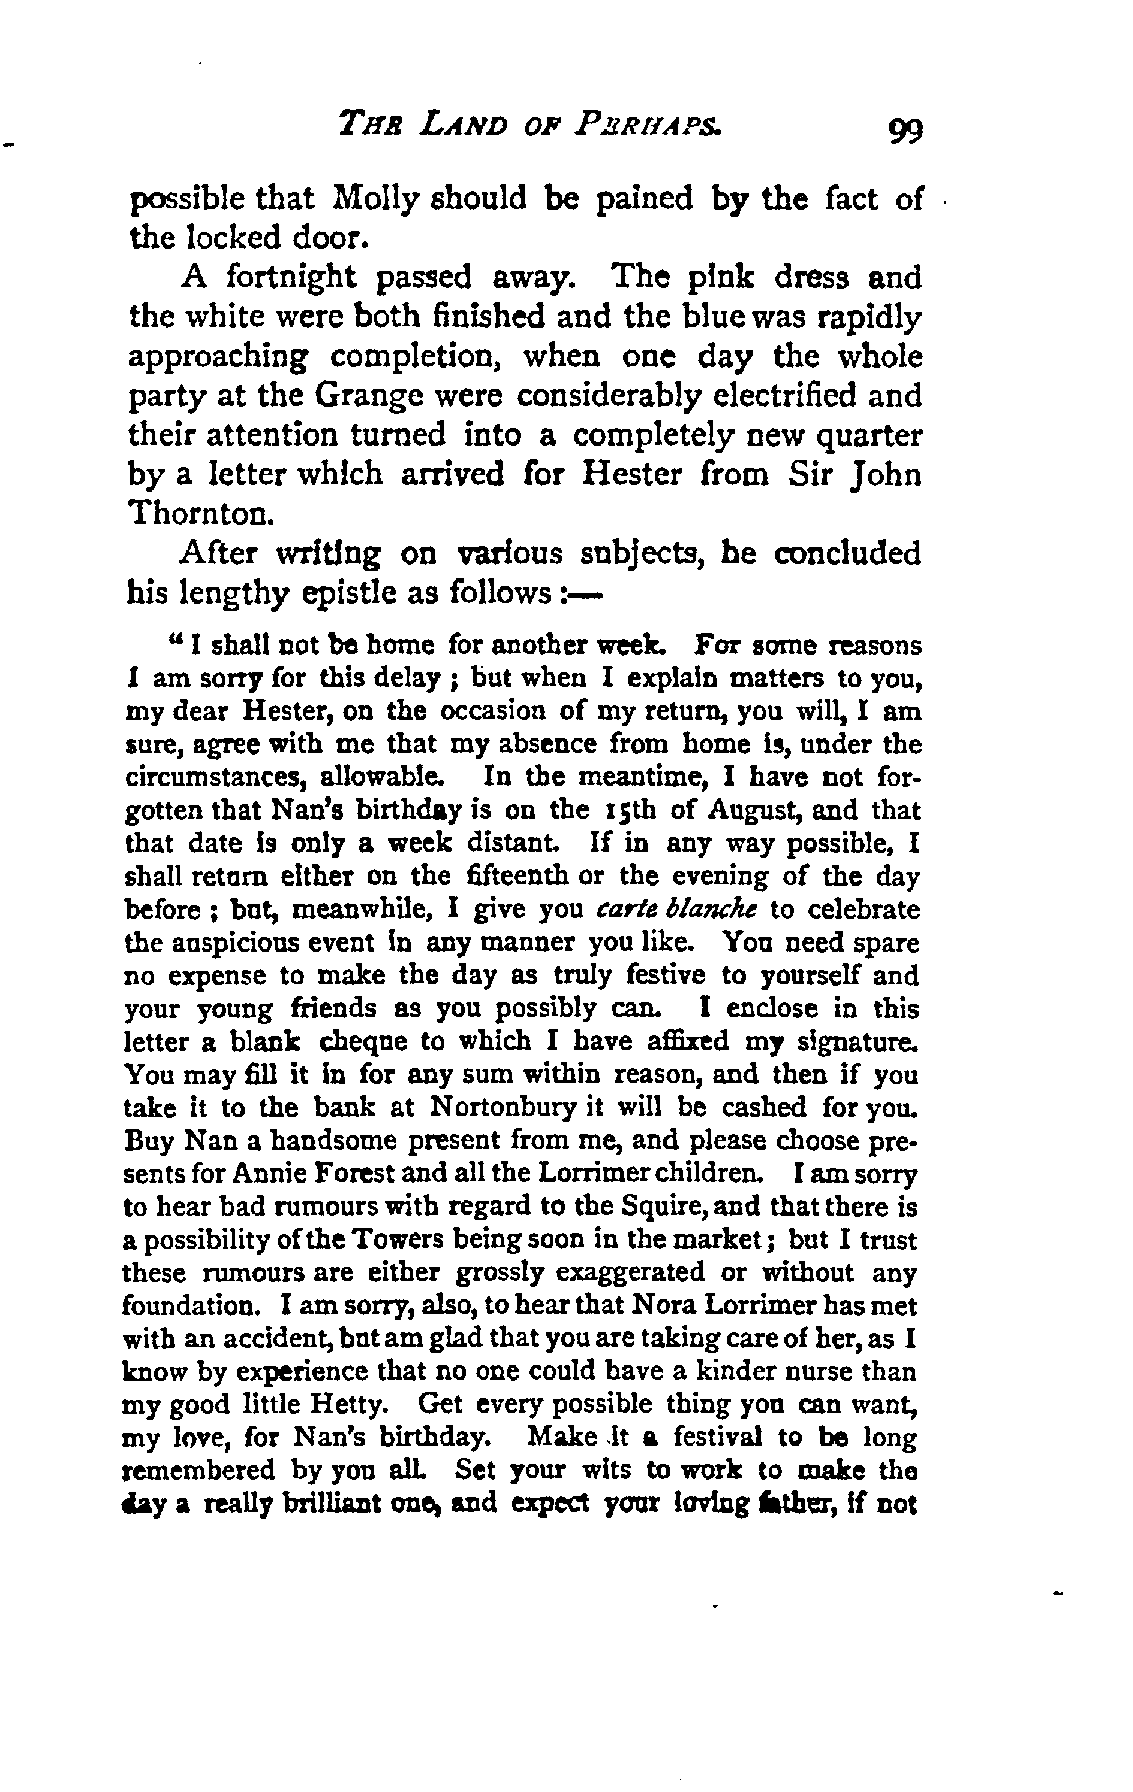 THE LAND OF PERHAPS. 99
possible that Molly should be pained by the fact of
the locked door.
A fortnight passed away. The pink dress and
the white were both finished and the blue was rapidly
approaching completion, when one day the whole
party at the Grange were considerably electrified and
their attention turned into a completely new quarter
by a letter which arrived for Hester from Sir John
Thornton.
After writing on various subjects, he concluded
his lengthy epistle as follows :—
"I shall not be home for another week. For some reasons
I am sorry for this delay ; but when I explain matters to you,
my dear Hester, on the occasion of my return, you will, I am
sure, agree with me that my absence from home is, under the
circumstances, allowable. In the meantime, I have not for-
gotten that Nan's birthday is on the 15th of August, and that
that date is only a week distant. If in any way possible, I
shall return either on the fifteenth or the evening of the day
before ; but, meanwhile, I give you carte blanche to celebrate
the auspicious event in any manner you like. You need spare
no expense to make the day as truly festive to yourself and
your young friends as you possibly can. I enclose in this
letter a blank cheque to which I have affixed my signature.
You may fill it in for any sum within reason, and then if you
take it to the bank at Nortonbury it will be cashed for you.
Buy Nan a handsome present from me, and please choose pre-
sents for Annie Forest and all the Lorrimer children. I am sorry
to hear bad rumours with regard to the Squire, and that there is
a possibility of the Towers being soon in the market ; but I trust
these rumours are either grossly exaggerated or without any
foundation. I am sorry, also, to hear that Nora Lorrimer has met
with an accident, but am glad that you are taking care of her, as I
know by experience that no one could have a kinder nurse than
my good little Hetty. Get every possible thing you can want,
my love, for Nan's birthday. Make it a festival to be long
remembered by you all. Set your wits to work to make the
day a really brilliant one, and expect your loving father, if not